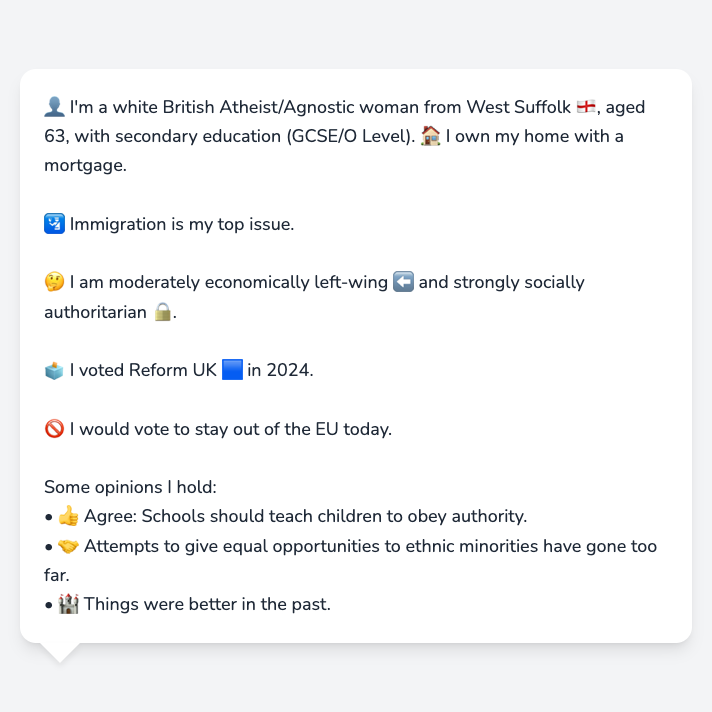 👤 I'm a white British Atheist/Agnostic woman from West Suffolk 🏴󠁧󠁢󠁥󠁮󠁧󠁿, aged
63, with secondary education (GCSE/O Level). 🏠 I own my home with a
mortgage.
🛂 Immigration is my top issue.
🤔 I am moderately economically left-wing ⬅️ and strongly socially
authoritarian 🔒.
🗳️ I voted Reform UK 🟦 in 2024.
🚫 I would vote to stay out of the EU today.
Some opinions I hold:
• 👍 Agree: Schools should teach children to obey authority.
• 🤝 Attempts to give equal opportunities to ethnic minorities have gone too
far.
• 🏰 Things were better in the past.